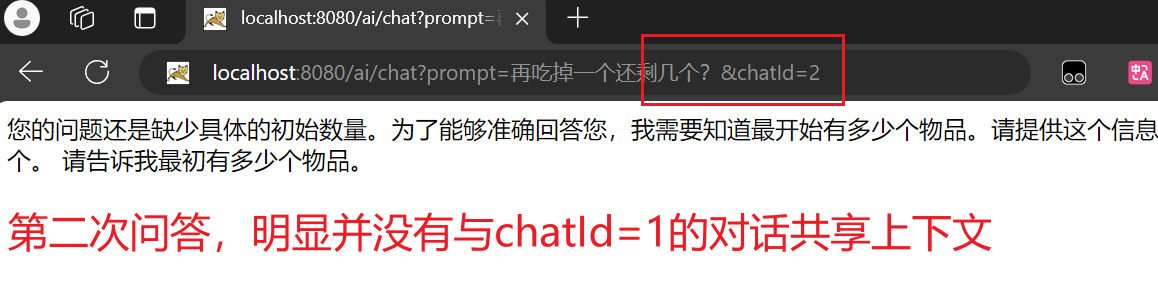 localhost:8080/ai/chat?prompt=再
localhost:8080/ai/chat?prompt=再吃掉一个还剩几个？&chatId=2
您的问题还是缺少具体的初始数量。为了能够准确回答您，我需要知道最开始有多少个物品。请提供这个信息
个。 请告诉我最初有多少个物品。
第二次问答，明显并没有与chatId=1的对话共享上下文